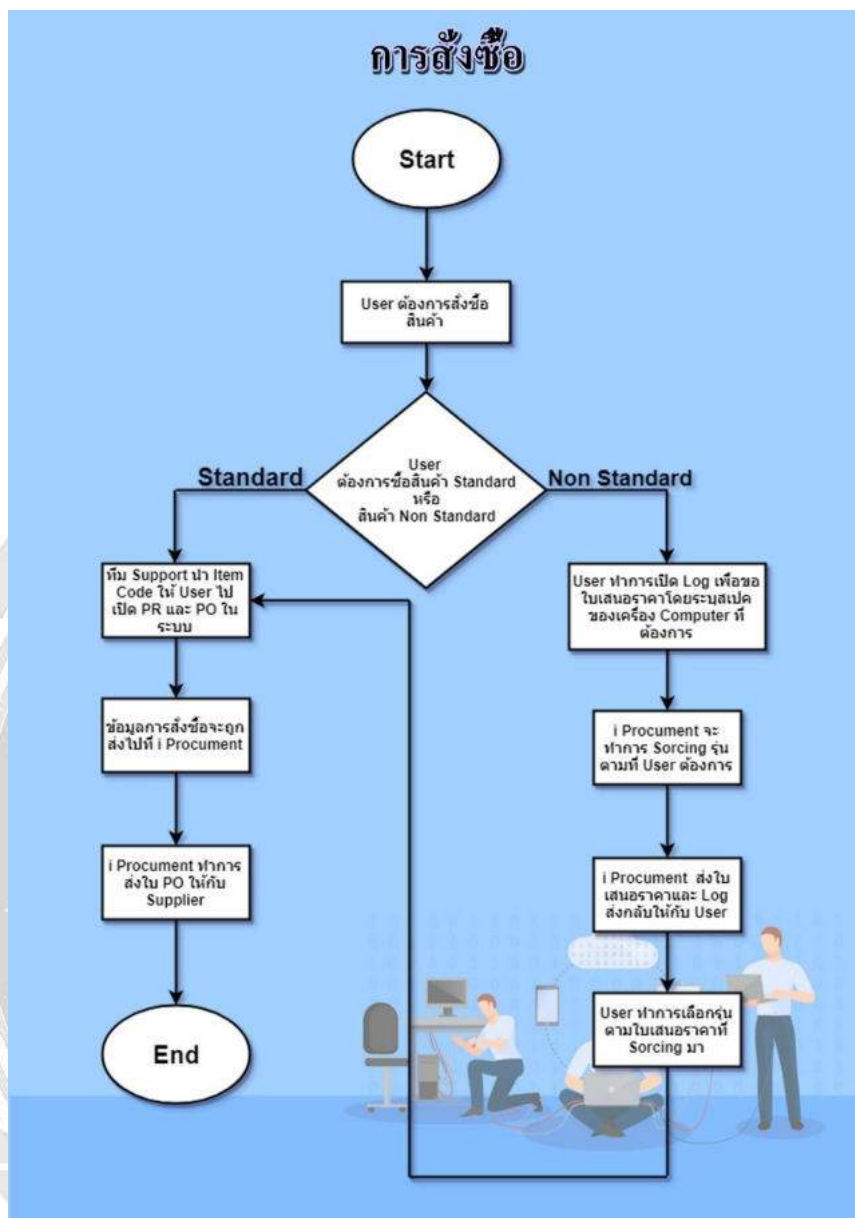 การสั่งซื้อ
Start
User ต้องการสั่งซื้อ
สินค้า
User
ต้องการซื้อสินค้า Standard
หรือ
สินค้า Non Standard
Standard
Non Standard
ทีม Support นำ Item
Code ให้ User ไป
เปิด PR และ PO ใน
ระบบ
ข้อมูลการสั่งซื้อจะถูก
ส่งไปที่ i Procument
i Procument ทำการ
ส่งใบ PO ให้กับ
Supplier
End
User ทำการเปิด Log เพื่อขอ
ใบเสนอราคาโดยระบุสเปค
ของเครื่อง Computer ที่
ต้องการ
i Procument จะ
ทำการ Sorcing รุ่น
ตามที่ User ต้องการ
i Procument ส่งใบ
เสนอราคาและ Log
ส่งกลับให้กับ User
User ทำการเลือกรุ่น
ตามใบเสนอราคาที่
Sorcing มา